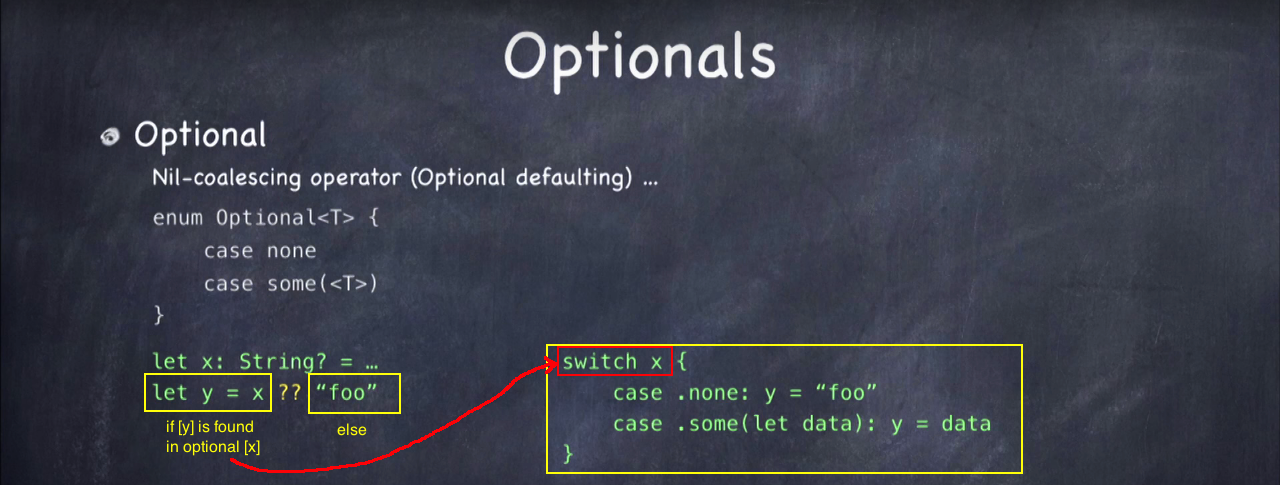 Optionals
Optional
Nil-coalescing operator (Optional defaulting) …
enum Optional<T> {
case none
case some(<T>)
}
let x: String? = …
let y = x ?? “foo”
if [y] is found
in optional [x]
else
switch x {
case .none: y = “foo”
case .some(let data): y = data
}